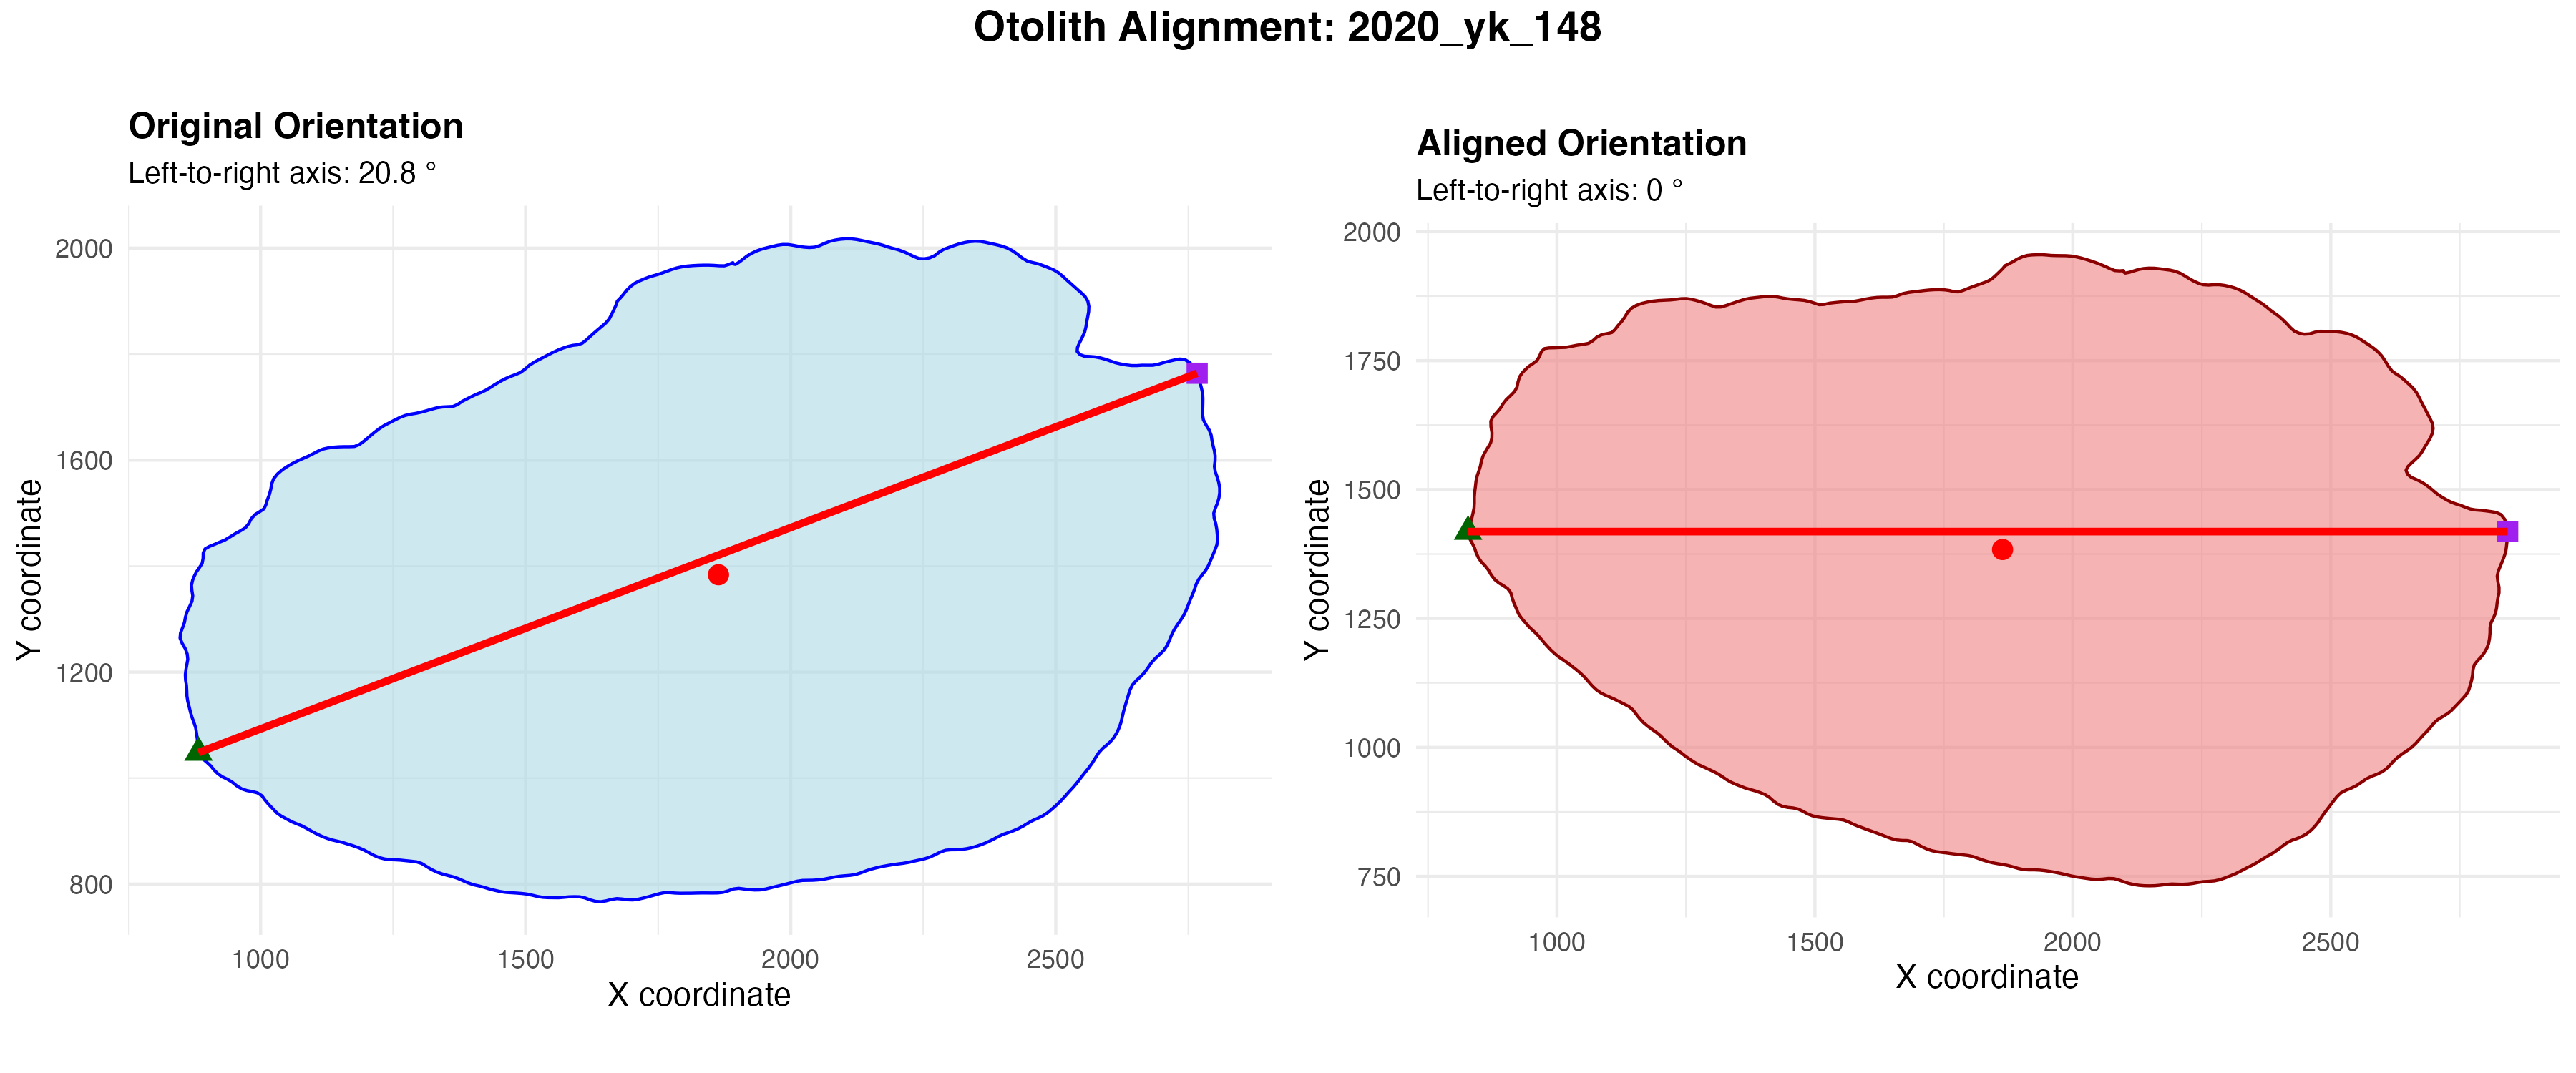 Otolith Alignment: 2020_yk_148
Original Orientation
Left-to-right axis: 20.8 °
2000
1600
1200
800
Y coordinate
1000 1500 2000 2500
X coordinate
Aligned Orientation
Left-to-right axis: 0 °
2000
1750
1500
1250
1000
750
Y coordinate
1000 1500 2000 2500
X coordinate